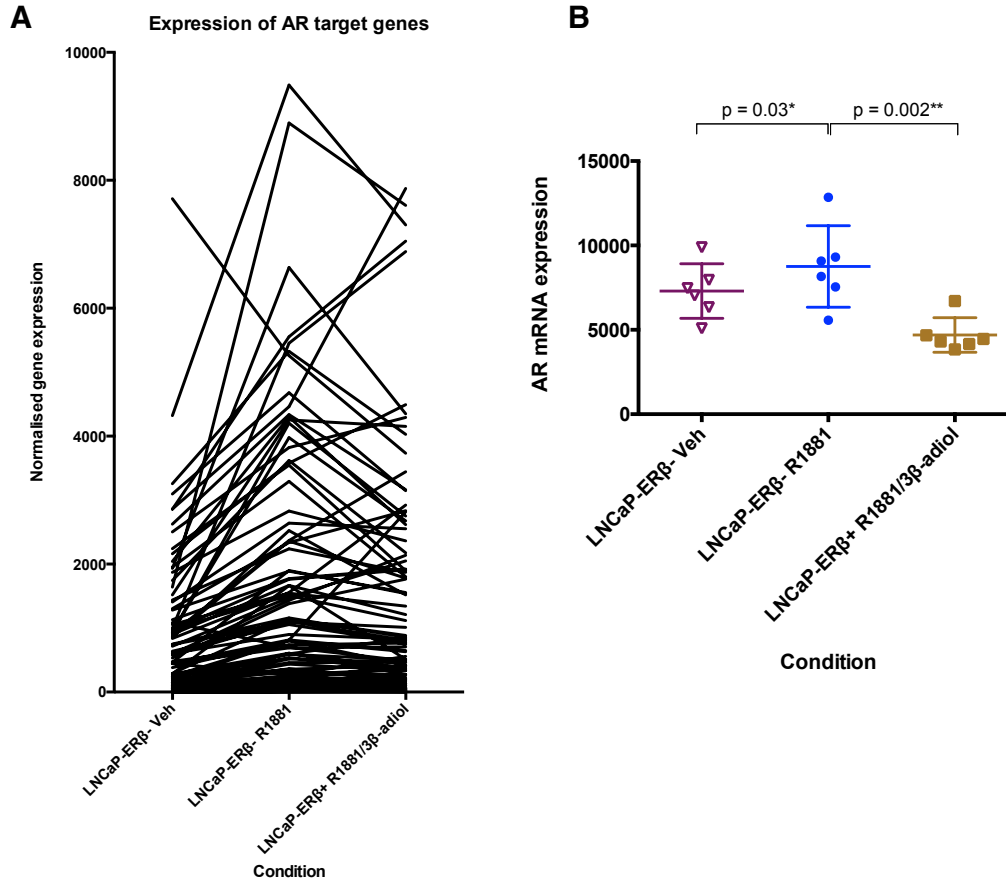 A
Expression of AR target genes
10000
8000
6000
4000
2000
0
Normalised gene expression
LNCaP-ERβ- Veh
LNCaP-ERβ- R1881
LNCaP-ERβ+ R1881/3β-adiol
Condition
B
p = 0.03*
p = 0.002**
15000
10000
5000
0
AR mRNA expression
LNCaP-ERβ- Veh
LNCaP-ERβ- R1881
LNCaP-ERβ+ R1881/3β-adiol
Condition